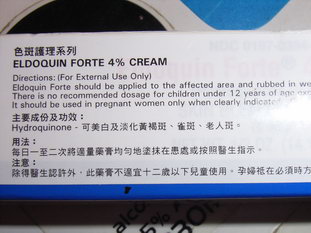 色斑護理系列
ELDOQUIN FORTE 4% CREAM
Directions: (For External Use Only)
Eldoquin Forte should be applied to the affected area and rubbed in we
There is no recommended dosage for children under 12 years of age exc
It should be used in pregnant women only when clearly indicated
主要成份及功效：
Hydroquinone - 可美白及淡化黃褐斑、雀斑、老人斑。
用法：
每日一至二次將適量藥膏均勻地塗抹在患處或按照醫生指示。
注意：
除得醫生認許外，此藥膏不適宜十二歲以下兒童使用。孕婦祗在必須時方